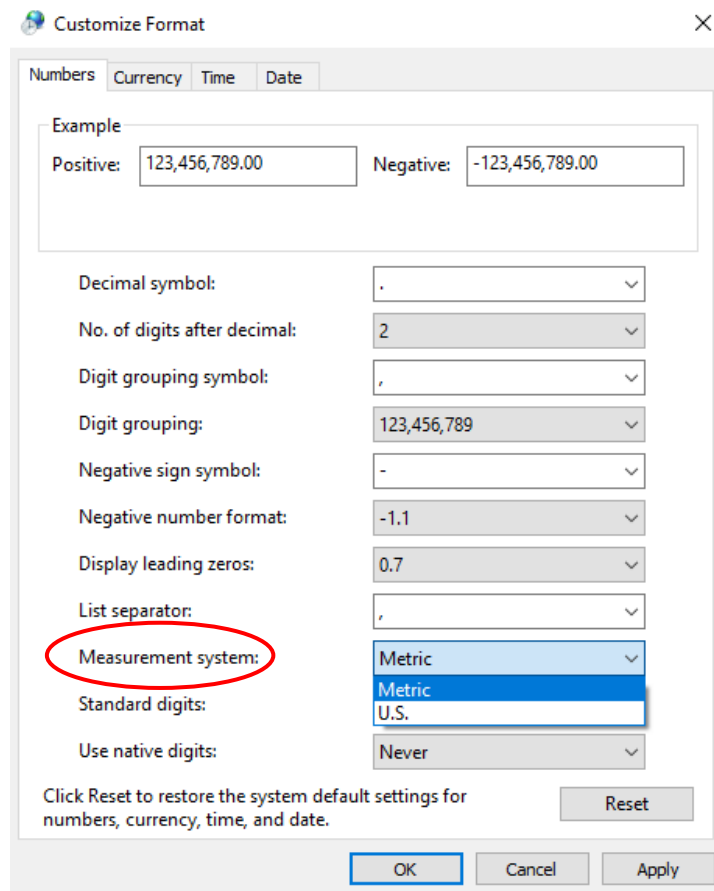 Customize Format
Numbers Currency Time Date
Example
Positive: 123,456,789.00 Negative: -123,456,789.00
Decimal symbol: .
No. of digits after decimal: 2
Digit grouping symbol: ,
Digit grouping: 123,456,789
Negative sign symbol: -
Negative number format: -1.1
Display leading zeros: 0.7
List separator: ,
Measurement system: Metric
Metric
Standard digits: U.S.
Use native digits: Never
Click Reset to restore the system default settings for
numbers, currency, time, and date.
Reset
OK Cancel Apply